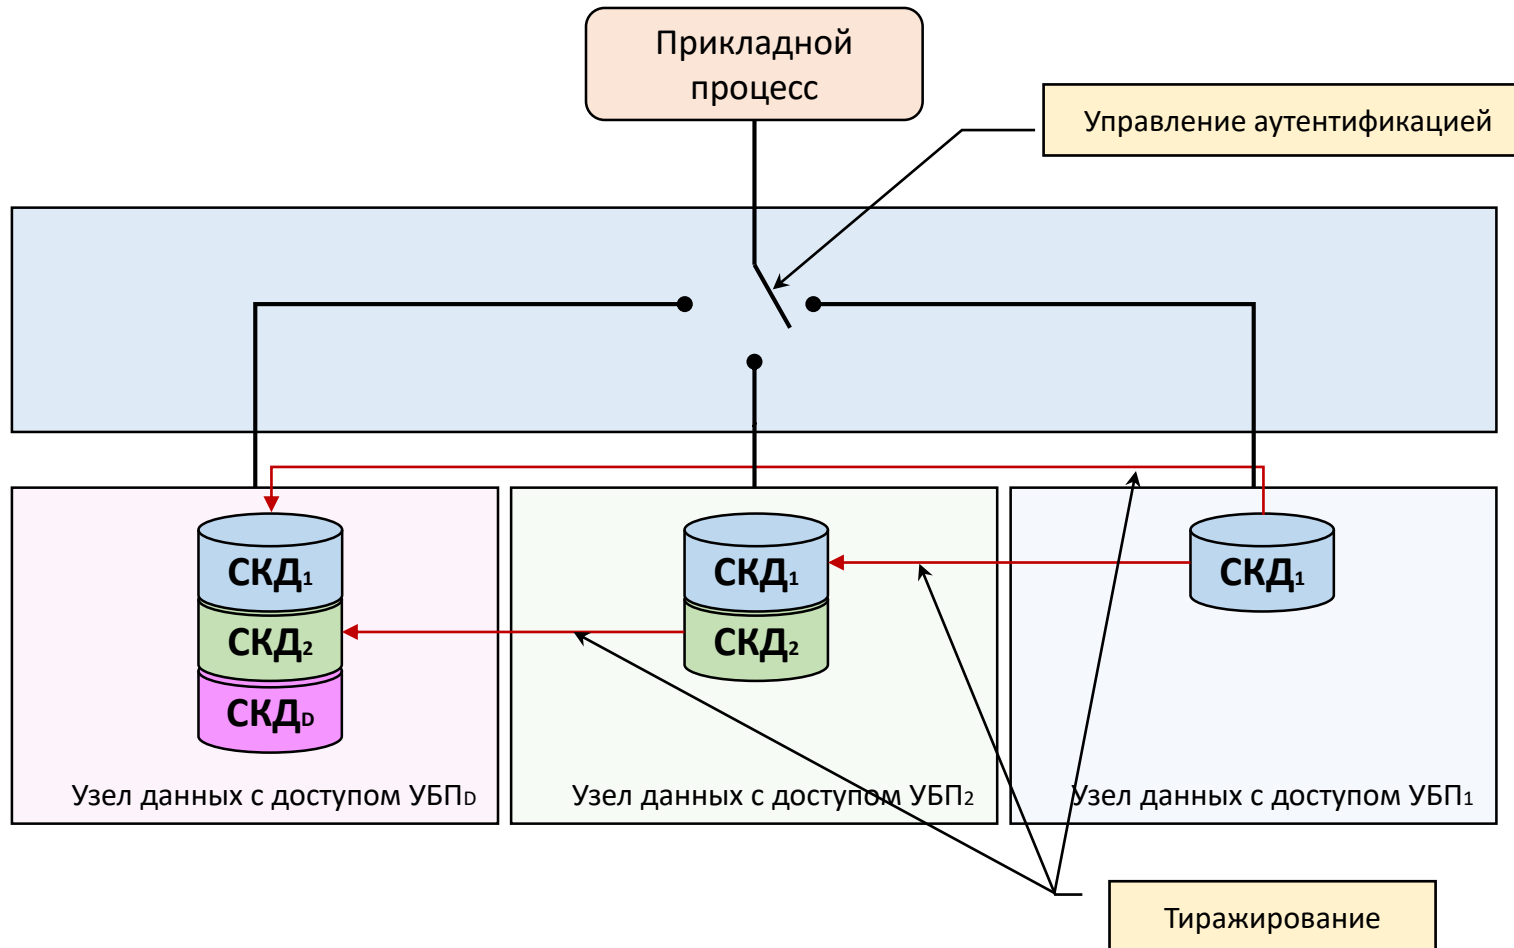 Прикладной
процесс
Управление аутентификацией
СКД1
СКД2
СКДD
Узел данных с доступом УБПD
СКД1
СКД2
Узел данных с доступом УБП2
СКД1
Узел данных с доступом УБП1
Тиражирование